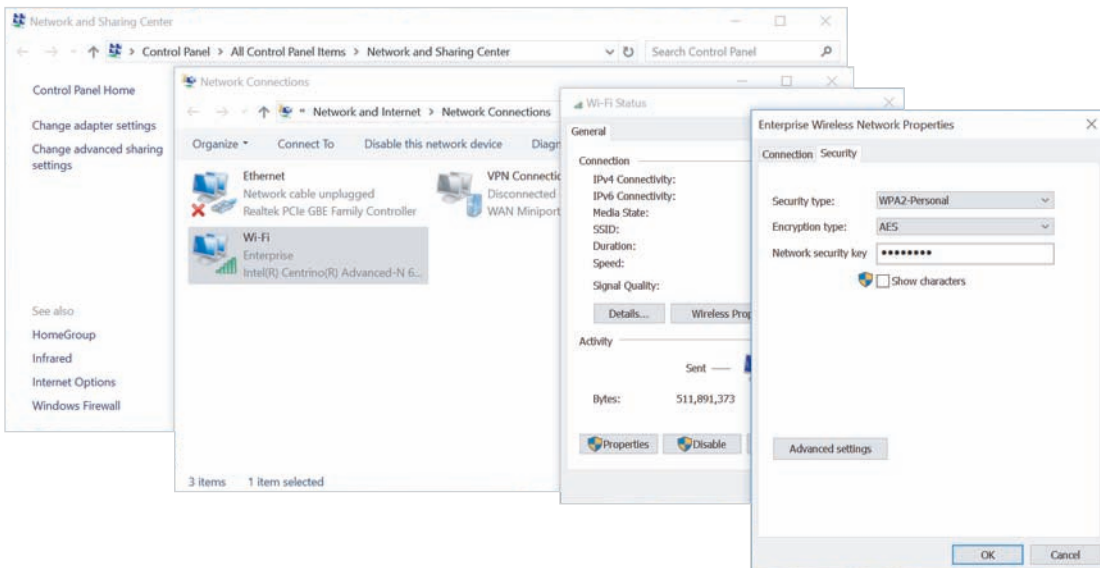 Network and Sharing Center
Control Panel > All Control Panel Items > Network and Sharing Center
Search Control Panel
Control Panel Home
Change adapter settings
Change advanced sharing
settings
See also
HomeGroup
Infrared
Internet Options
Windows Firewall
Network Connections
« Network and Internet > Network Connections
Organize
Connect To
Disable this network device
Diagn
Ethernet
Network cable unplugged
Realtek PCIe GBE Family Controller
VPN Connectic
Disconnected
WAN Miniport
Wi-Fi
Enterprise
Intel(R) Centrino(R) Advanced-N 6...
3 items
1 item selected
Wi-Fi Status
General
Connection
IPv4 Connectivity:
IPv6 Connectivity:
Media State:
SSID:
Duration:
Speed:
Signal Quality:
Details...
Wireless Prop
Activity
Sent
Bytes:
511,891,373
Properties
Disable
Enterprise Wireless Network Properties
Connection
Security
Security type:
WPA2-Personal
Encryption type:
AES
Network security key
••••••••
Show characters
Advanced settings
OK
Cancel